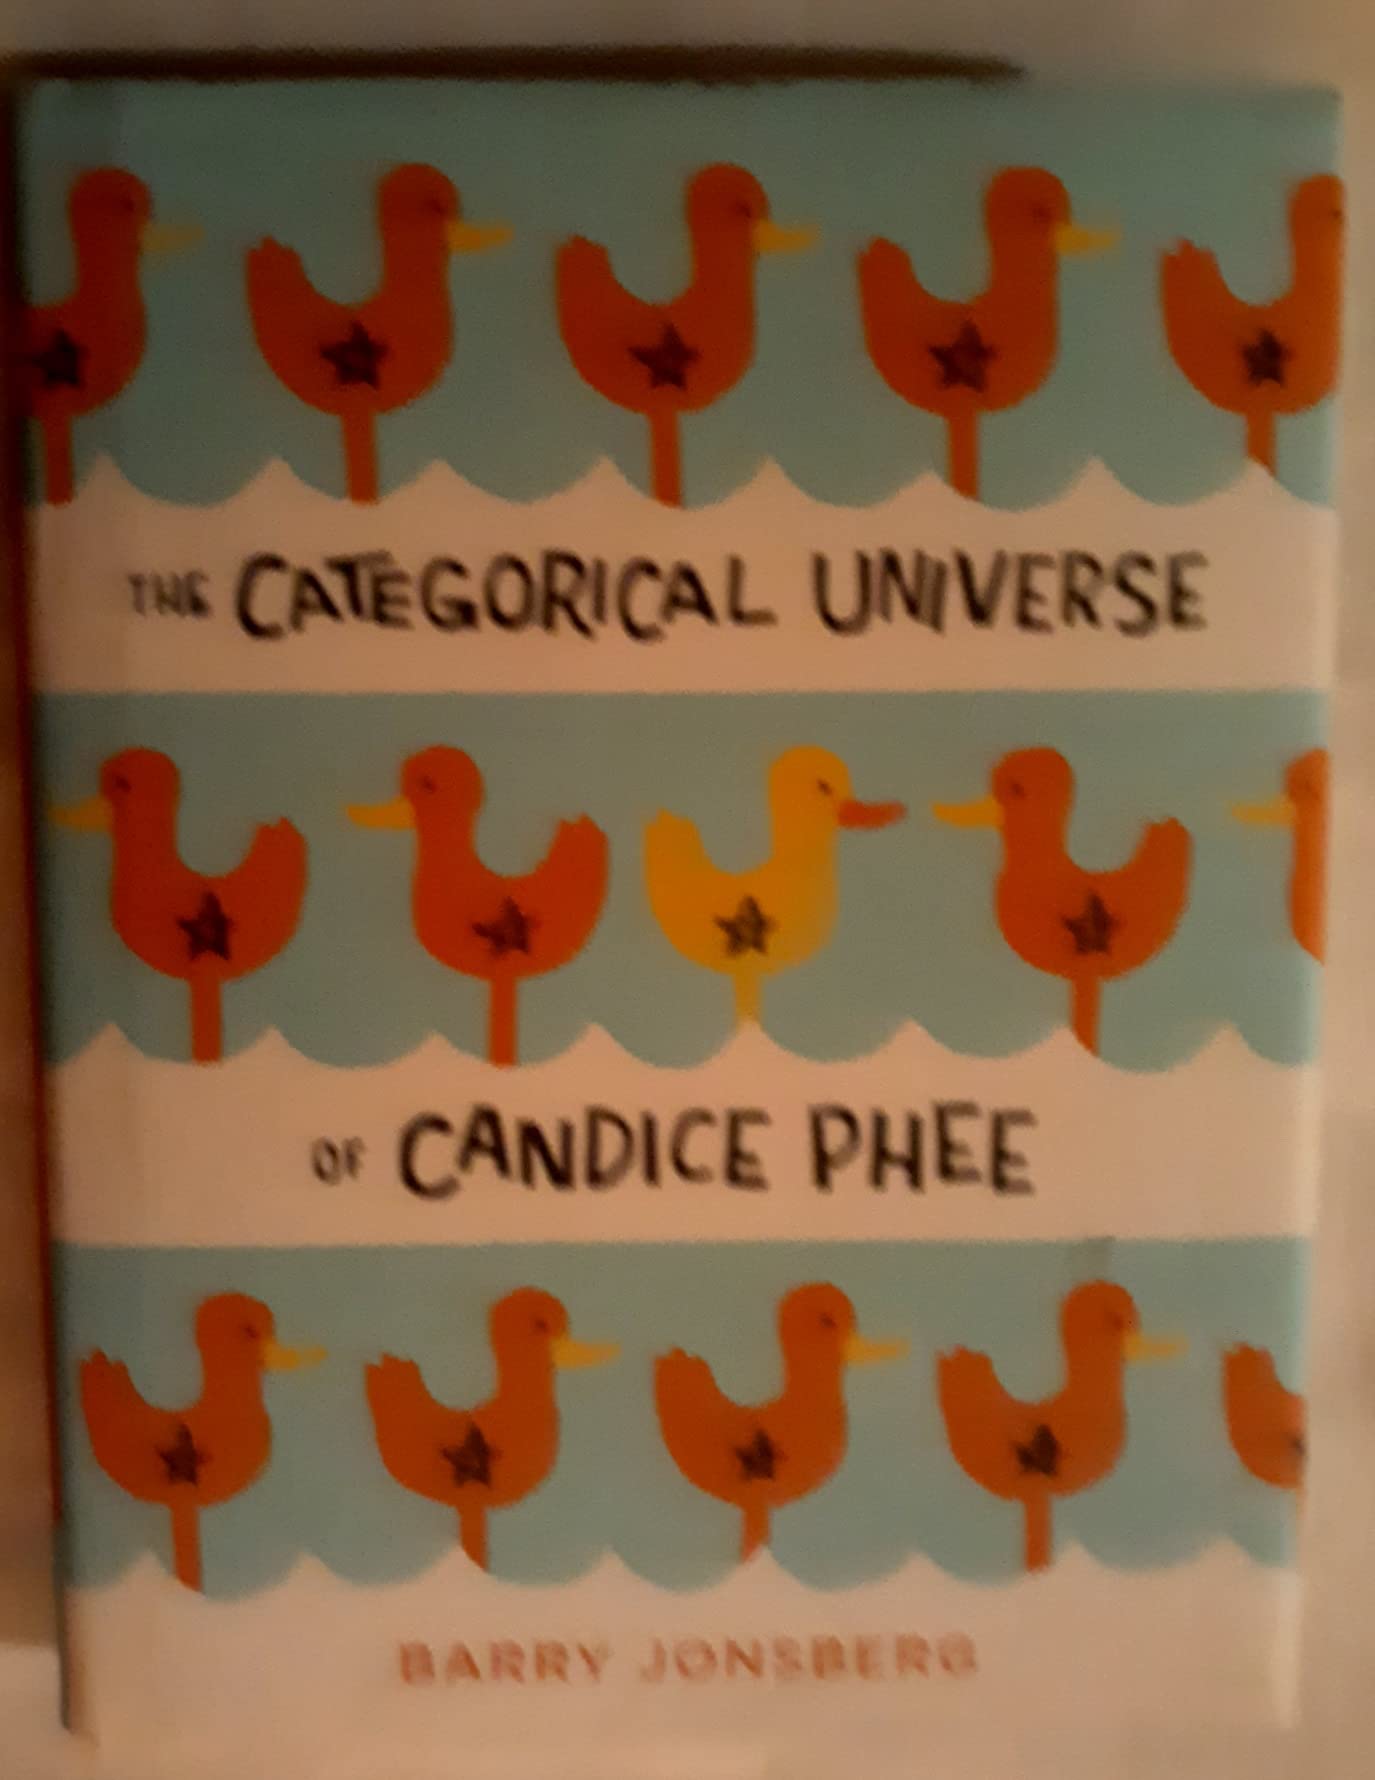 THE CATEGORICAL UNIVERSE
OF CANDICE PHEE
BARRY JONSBERG